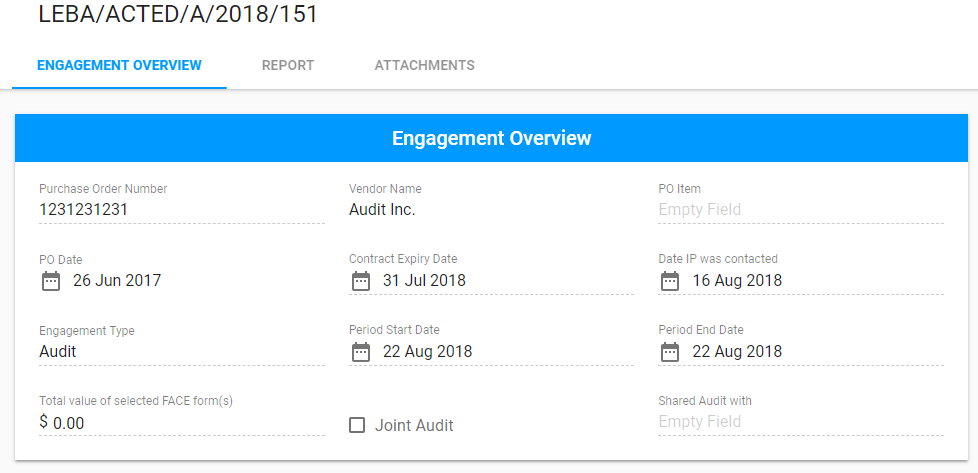 LEBA/ACTED/A/2018/151
ENGAGEMENT OVERVIEW REPORT ATTACHMENTS
Engagement Overview
Purchase Order Number Vendor Name PO Item
1231231231 Audit Inc. Empty Field
PO Date Contract Expiry Date Date IP was contacted
26 Jun 2017 31 Jul 2018 16 Aug 2018
Engagement Type Period Start Date Period End Date
Audit 22 Aug 2018 22 Aug 2018
Total value of selected FACE form(s) Shared Audit with
$ 0.00 Joint Audit Empty Field